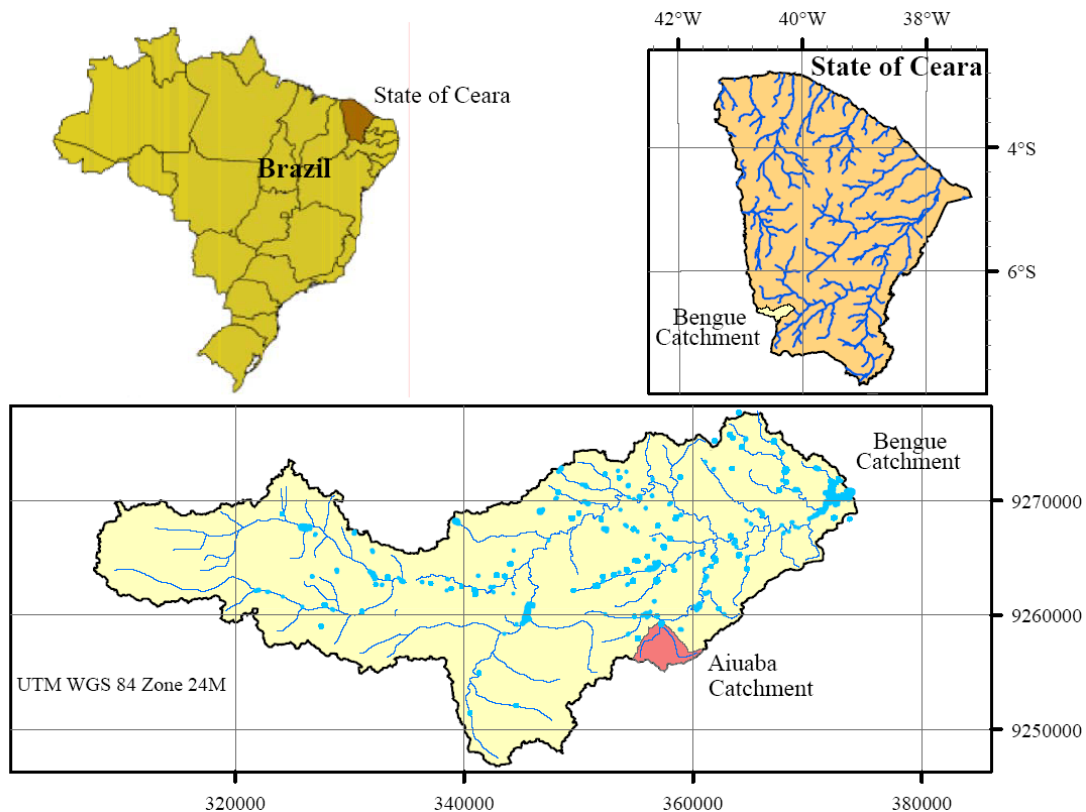 42°W
40°W
38°W
State of Ceara
State of Ceara
Brazil
4°S
6°S
Bengue
Catchment
Bengue
Catchment
9270000
9260000
Aiuaba
Catchment
UTM WGS 84 Zone 24M
9250000
320000
340000
360000
380000